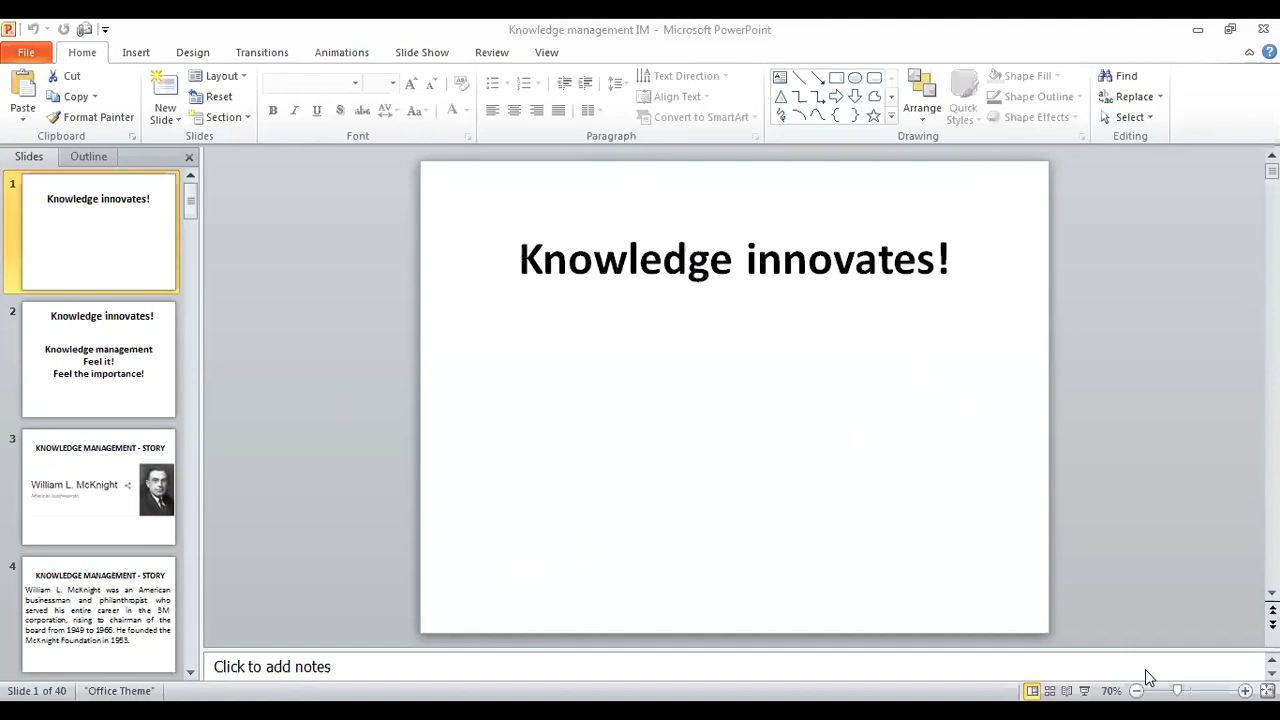 Knowledge management IM - Microsoft PowerPoint
File Home Insert Design Transitions Animations Slide Show Review View
Paste
Cut
Copy
Format Painter
Clipboard
New
Slide
Layout
Reset
Section
Slides
Font
Text Direction
Align Text
Convert to SmartArt
Paragraph
Arrange
Quick
Styles
Shape Fill
Shape Outline
Shape Effects
Drawing
Find
Replace
Select
Editing
Slides Outline
1
Knowledge innovates!
2
Knowledge innovates!
Knowledge management
Feel it!
Feel the importance!
3
KNOWLEDGE MANAGEMENT - STORY
William L. McKnight
American businessman
4
KNOWLEDGE MANAGEMENT - STORY
William L. McKnight was an American
businessman and philanthropist who
served his entire career in the 3M
corporation, rising to chairman of the
board from 1949 to 1966. He founded the
McKnight Foundation in 1953.
Knowledge innovates!
Click to add notes
Slide 1 of 40 "Office Theme" 70%